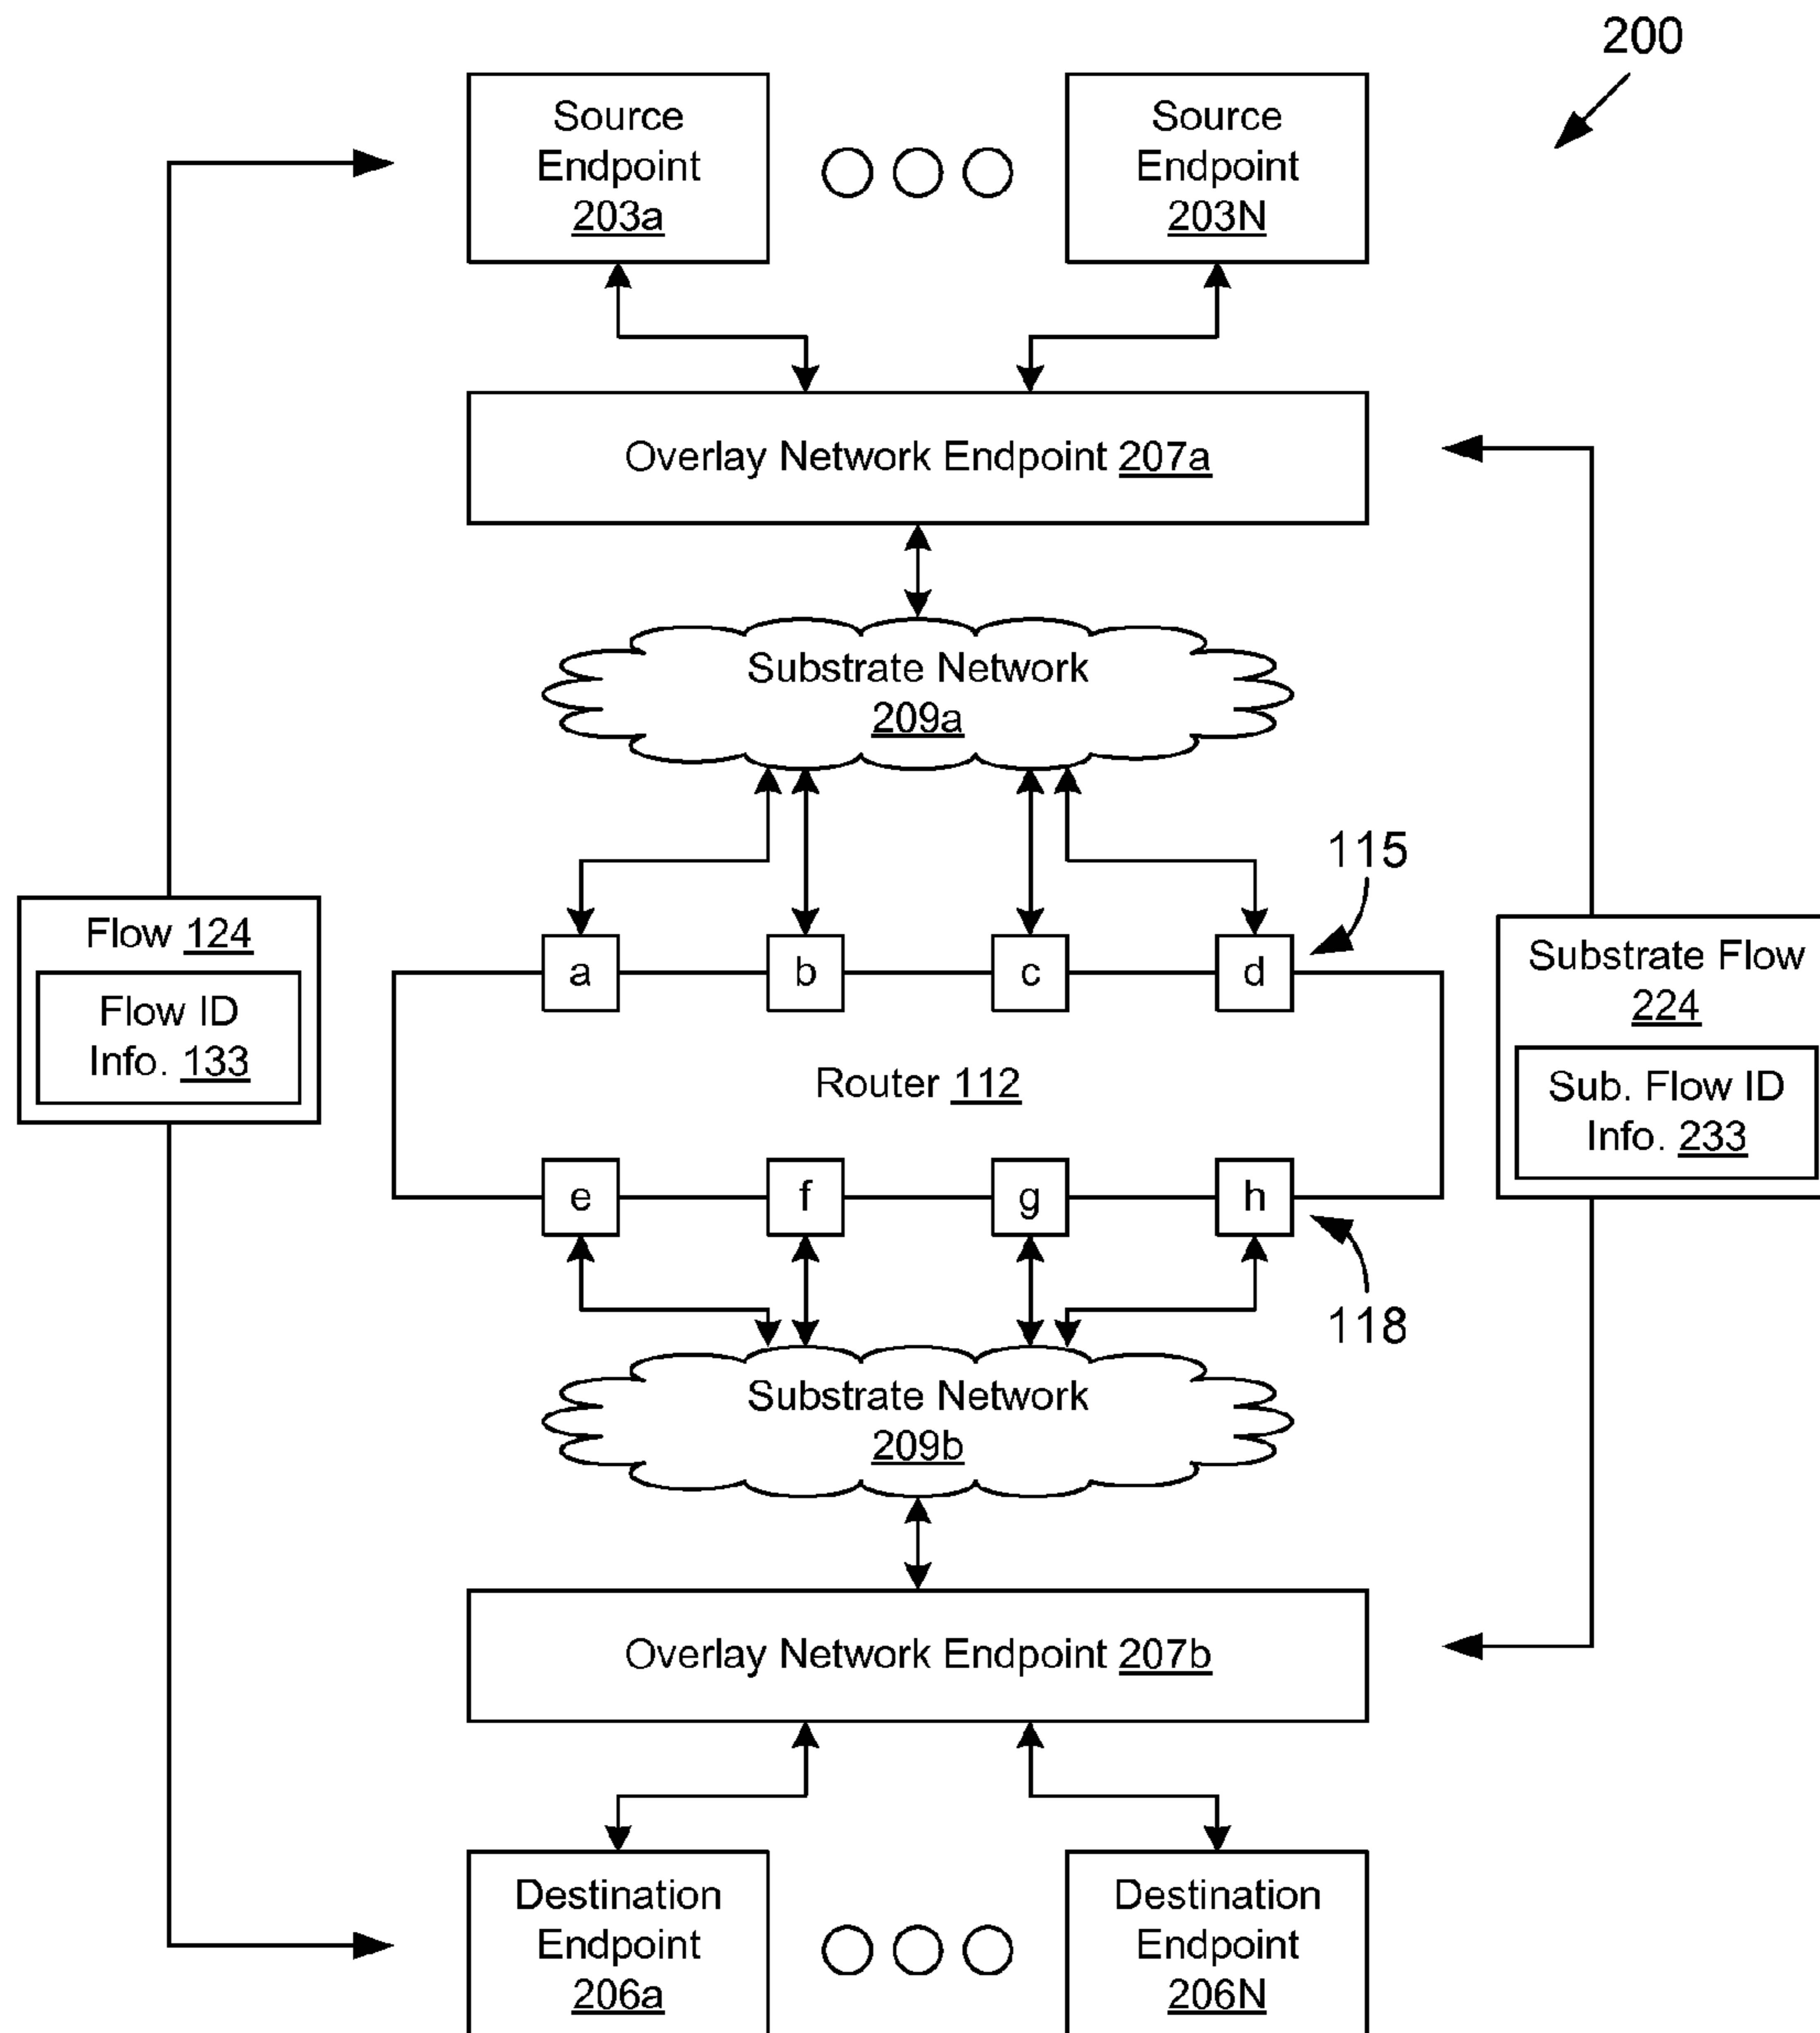 200
Source
Endpoint
203a
Source
Endpoint
203N
Overlay Network Endpoint 207a
Substrate Network
209a
115
a
b
c
d
Flow 124
Flow ID
Info. 133
Router 112
Substrate Flow
224
Sub. Flow ID
Info. 233
e
f
g
h
118
Substrate Network
209b
Overlay Network Endpoint 207b
Destination
Endpoint
206a
Destination
Endpoint
206N